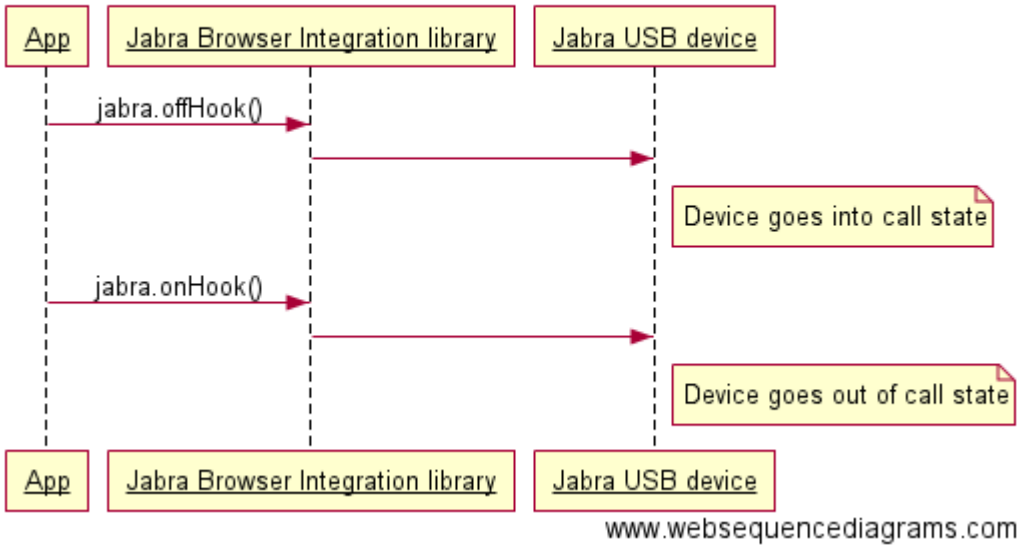 App
Jabra Browser Integration library
Jabra USB device
jabra.offHook()
Device goes into call state
jabra.onHook()
Device goes out of call state
App
Jabra Browser Integration library
Jabra USB device
www.websequencediagrams.com